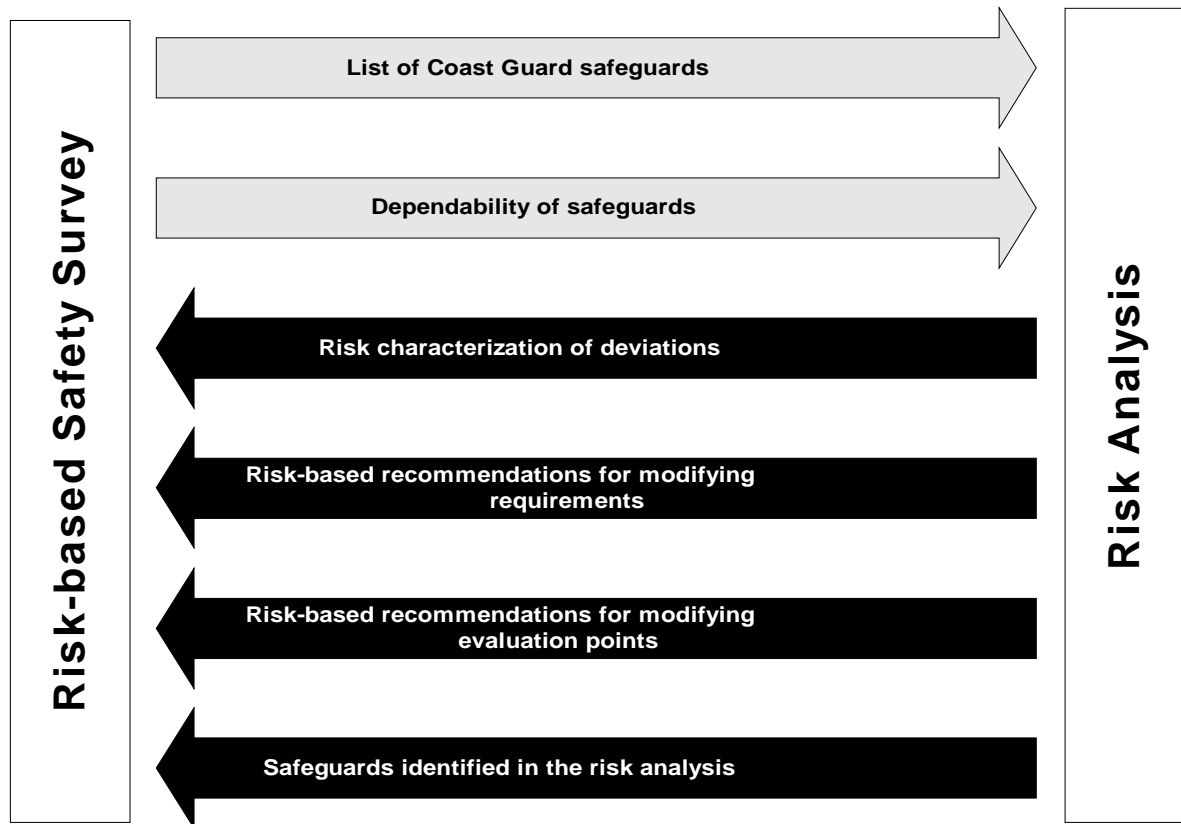 Risk-based Safety Survey
List of Coast Guard safeguards
Dependability of safeguards
Risk characterization of deviations
Risk-based recommendations for modifying
requirements
Risk-based recommendations for modifying
evaluation points
Safeguards identified in the risk analysis
Risk Analysis